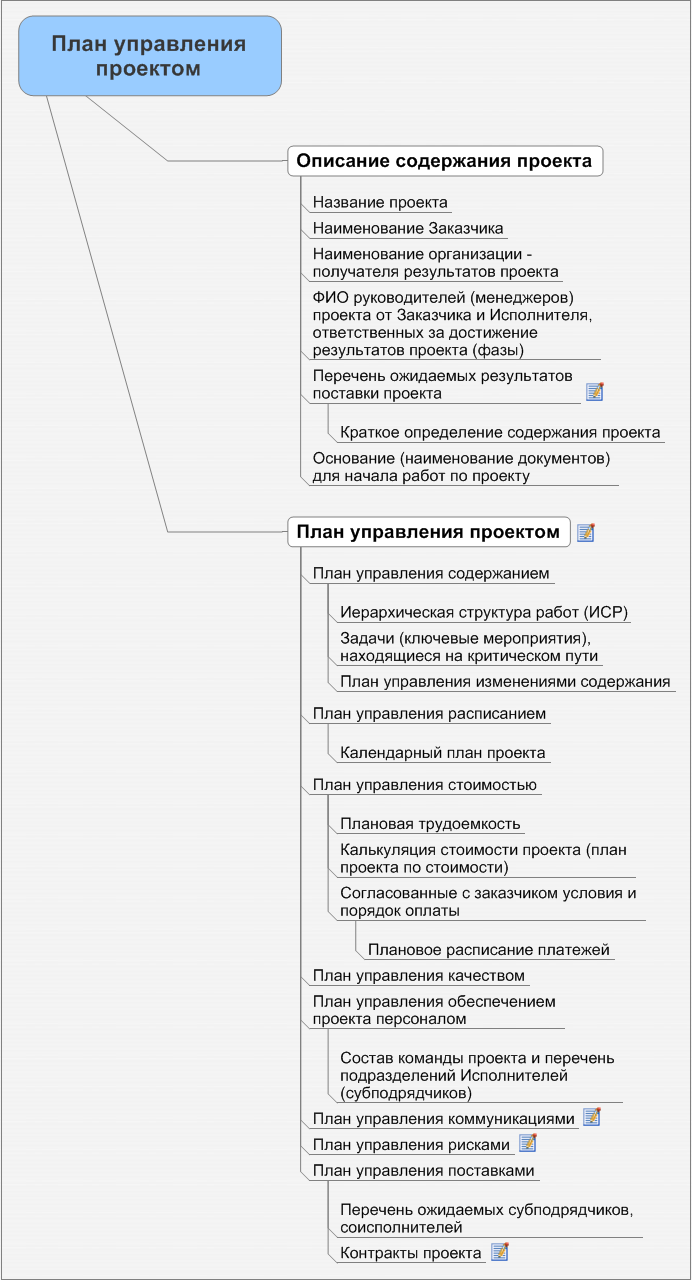 План управления
проектом
Описание содержания проекта
Название проекта
Наименование Заказчика
Наименование организации -
получателя результатов проекта
ФИО руководителей (менеджеров)
проекта от Заказчика и Исполнителя,
ответственных за достижение
результатов проекта (фазы)
Перечень ожидаемых результатов
поставки проекта
Краткое определение содержания проекта
Основание (наименование документов)
для начала работ по проекту
План управления проектом
План управления содержанием
Иерархическая структура работ (ИСР)
Задачи (ключевые мероприятия),
находящиеся на критическом пути
План управления изменениями содержания
План управления расписанием
Календарный план проекта
План управления стоимостью
Плановая трудоемкость
Калькуляция стоимости проекта (план
проекта по стоимости)
Согласованные с заказчиком условия и
порядок оплаты
Плановое расписание платежей
План управления качеством
План управления обеспечением
проекта персоналом
Состав команды проекта и перечень
подразделений Исполнителей
(субподрядчиков)
План управления коммуникациями
План управления рисками
План управления поставками
Перечень ожидаемых субподрядчиков,
соисполнителей
Контракты проекта